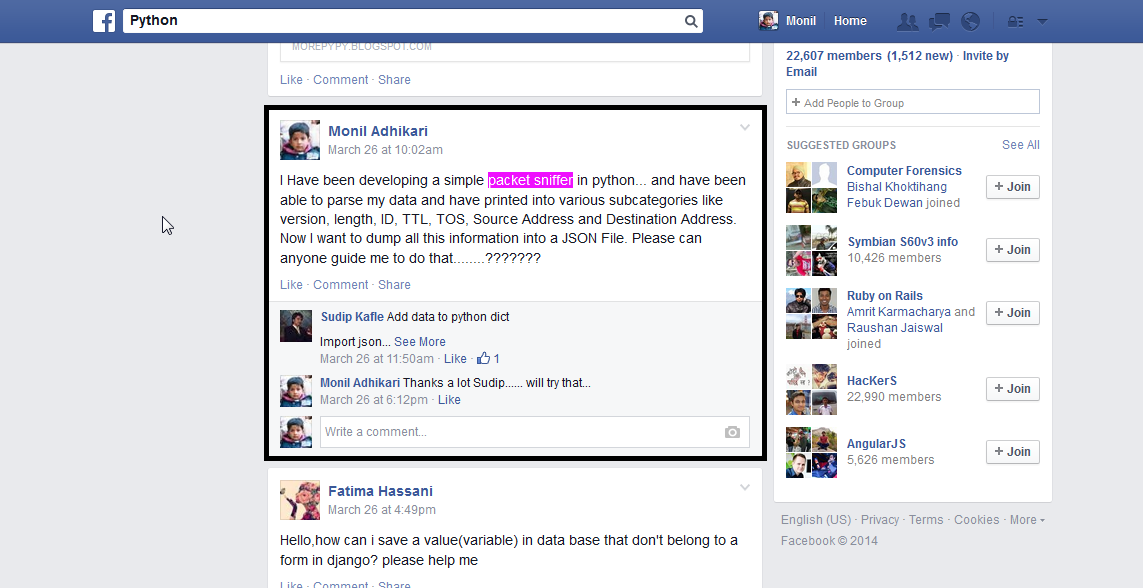 f
Python
Monil
Home
MOREPYPY.BLOGSPOT.COM
Like · Comment · Share
Monil Adhikari
March 26 at 10:02am
I Have been developing a simple packet sniffer in python... and have been
able to parse my data and have printed into various subcategories like
version, length, ID, TTL, TOS, Source Address and Destination Address.
Now I want to dump all this information into a JSON File. Please can
anyone guide me to do that........???????
Like · Comment · Share
Sudip Kafle Add data to python dict
Import json... See More
March 26 at 11:50am · Like · 1
Monil Adhikari Thanks a lot Sudip...... will try that...
March 26 at 6:12pm · Like
Write a comment...
Fatima Hassani
March 26 at 4:49pm
Hello,how can i save a value(variable) in data base that don't belong to a
form in django? please help me
Like · Comment · Share
22,607 members (1,512 new) · Invite by
Email
+ Add People to Group
SUGGESTED GROUPS
See All
Computer Forensics
Bishal Khoktihang
Febuk Dewan joined
+ Join
Symbian S60v3 info
10,426 members
+ Join
Ruby on Rails
Amrit Karmacharya and
Raushan Jaiswal
joined
+ Join
HacKerS
22,990 members
+ Join
AngularJS
5,626 members
+ Join
English (US) · Privacy · Terms · Cookies · More
Facebook © 2014